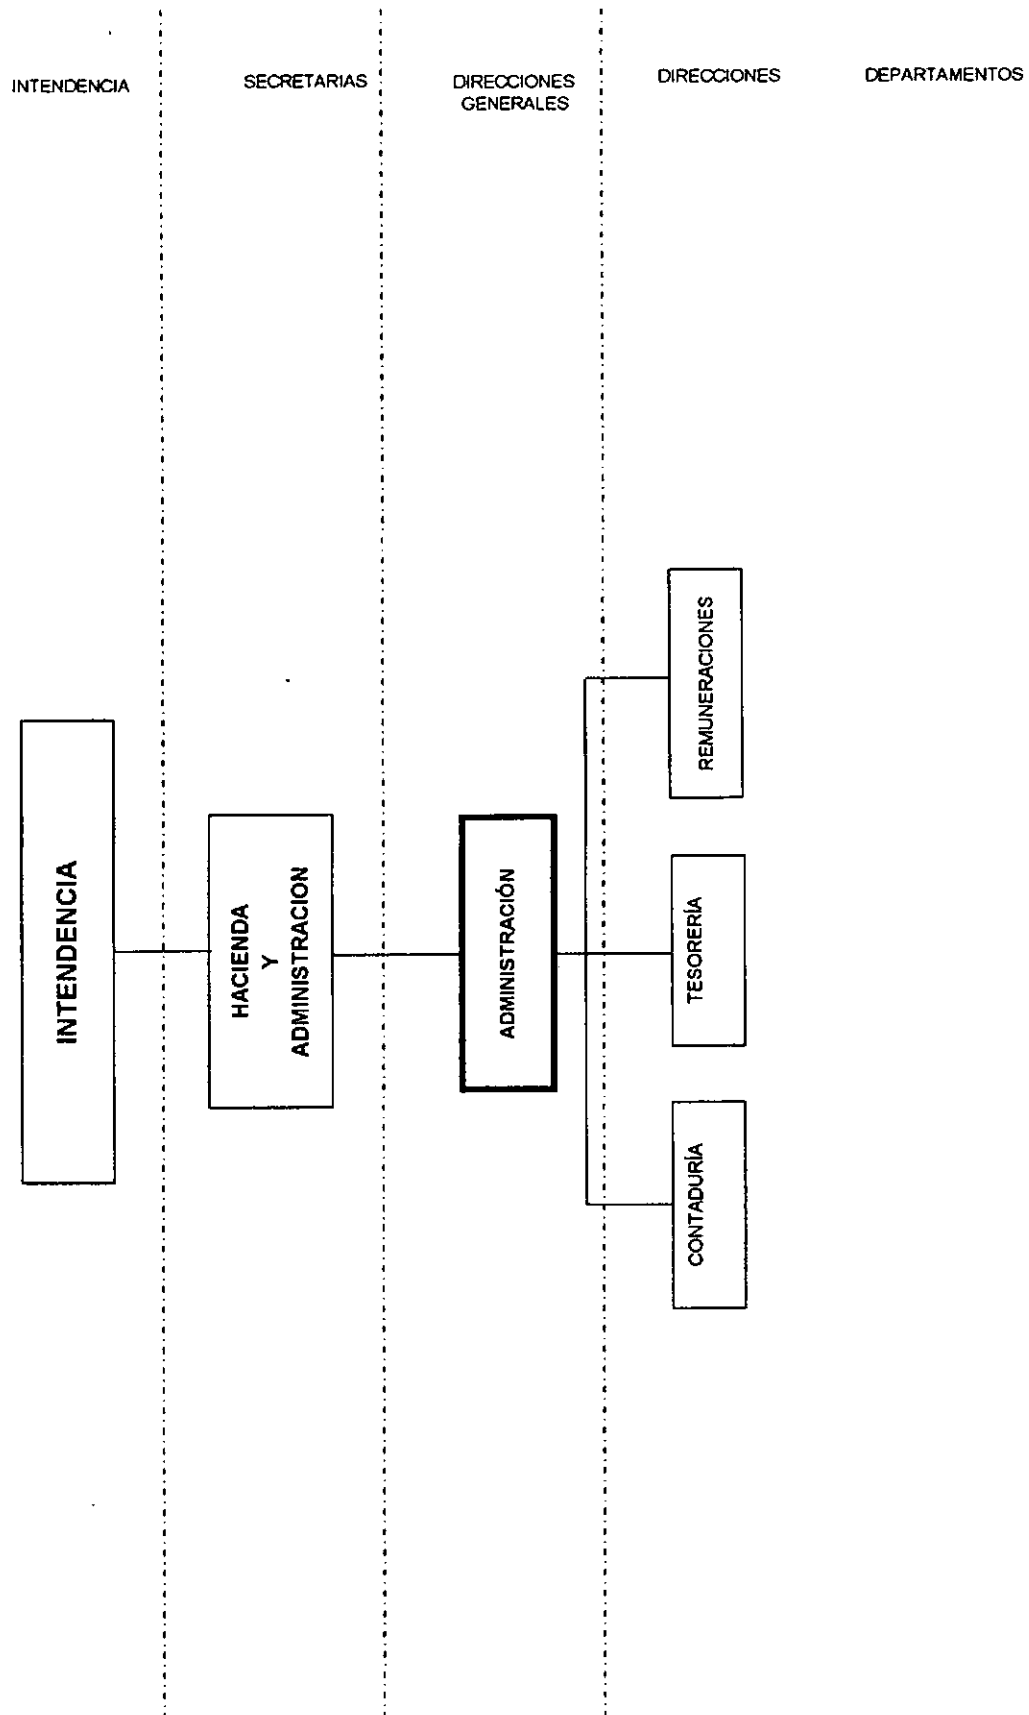 INTENDENCIA
SECRETARIAS
DIRECCIONES
GENERALES
DIRECCIONES
DEPARTAMENTOS
INTENDENCIA
HACIENDA
Y
ADMINISTRACION
ADMINISTRACIÓN
CONTADURÍA
TESORERÍA
REMUNERACIONES